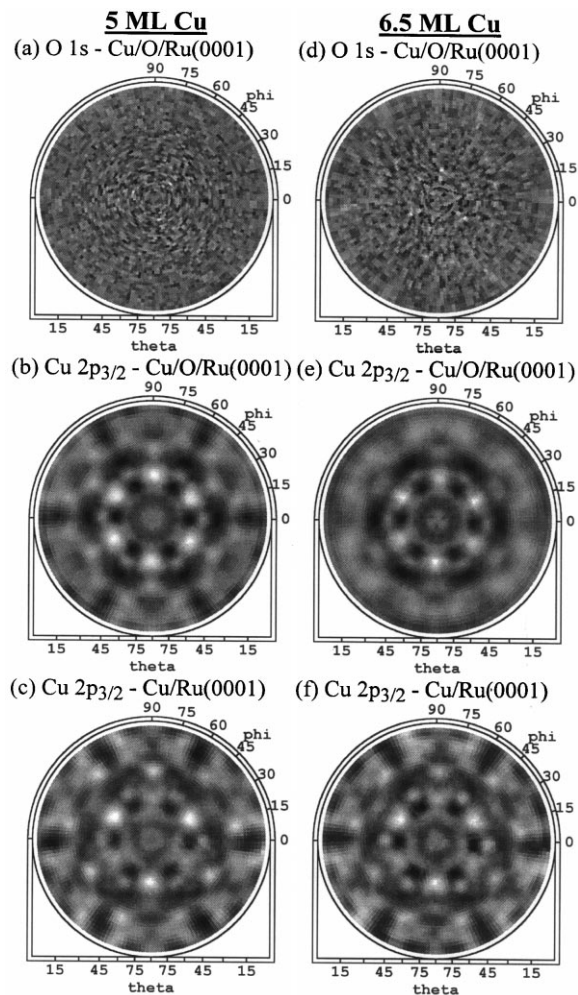 5 ML Cu
6.5 ML Cu
(a) O 1s - Cu/O/Ru(0001)
90
75
60
45
phi
30
15
0
15 45 75 75 45 15
theta
(d) O 1s - Cu/O/Ru(0001)
90
75
60
45
phi
30
15
0
15 45 75 75 45 15
theta
(b) Cu 2p3/2 - Cu/O/Ru(0001)
90
75
60
45
phi
30
15
0
15 45 75 75 45 15
theta
(e) Cu 2p3/2 - Cu/O/Ru(0001)
90
75
60
45
phi
30
15
0
15 45 75 75 45 15
theta
(c) Cu 2p3/2 - Cu/Ru(0001)
90
75
60
45
phi
30
15
0
15 45 75 75 45 15
theta
(f) Cu 2p3/2 - Cu/Ru(0001)
90
75
60
45
phi
30
15
0
15 45 75 75 45 15
theta